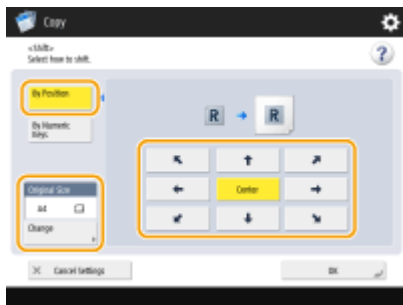 Copy
<Shift>
Select how to shift.
?
By Position
By Numeric
Keys
R
R
Center
Original Size
A4
Change
× Cancel Settings
OK